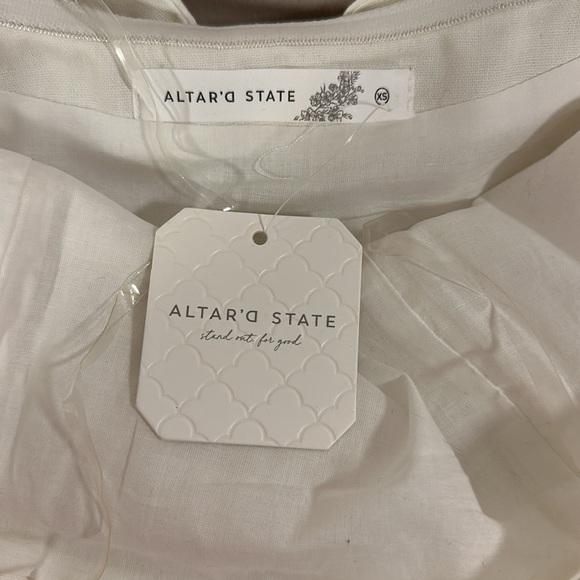 ALTAR'D STATE XS
ALTAR'D STATE
stand out, for good